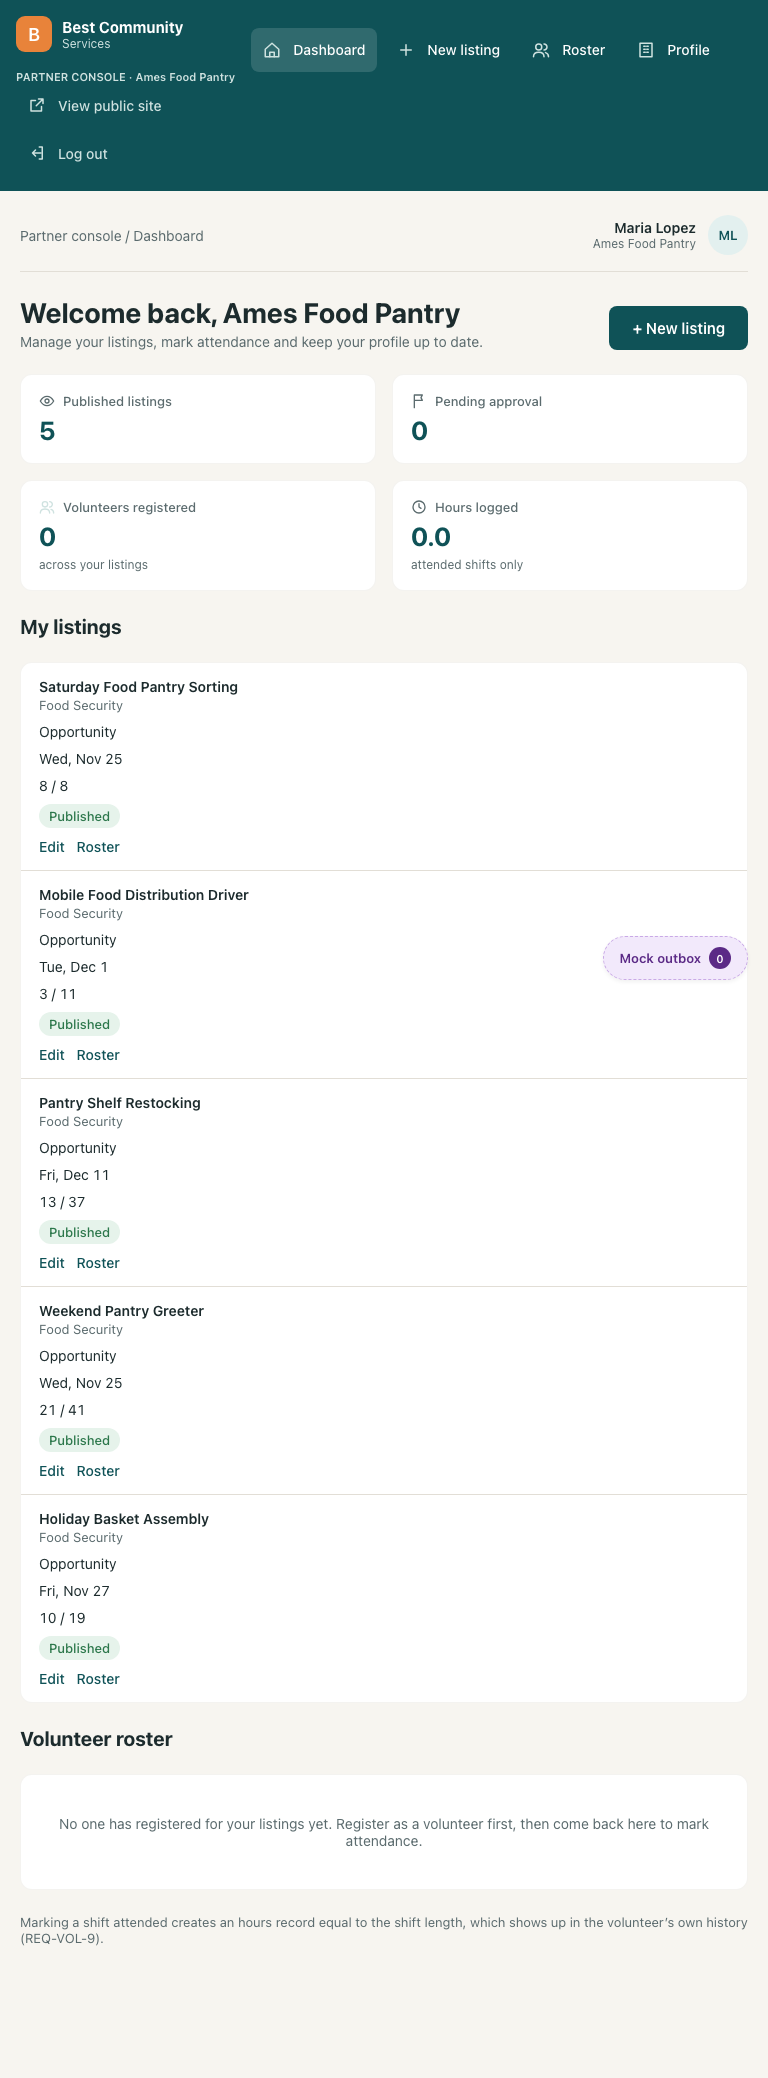 B
Best Community
Services
PARTNER CONSOLE · Ames Food Pantry
Dashboard
New listing
Roster
Profile
View public site
Log out
Partner console / Dashboard
Maria Lopez
Ames Food Pantry
ML
Welcome back, Ames Food Pantry
Manage your listings, mark attendance and keep your profile up to date.
+ New listing
Published listings
5
Pending approval
0
Volunteers registered
0
across your listings
Hours logged
0.0
attended shifts only
My listings
Saturday Food Pantry Sorting
Food Security
Opportunity
Wed, Nov 25
8 / 8
Published
Edit Roster
Mobile Food Distribution Driver
Food Security
Opportunity
Tue, Dec 1
3 / 11
Published
Edit Roster
Mock outbox 0
Pantry Shelf Restocking
Food Security
Opportunity
Fri, Dec 11
13 / 37
Published
Edit Roster
Weekend Pantry Greeter
Food Security
Opportunity
Wed, Nov 25
21 / 41
Published
Edit Roster
Holiday Basket Assembly
Food Security
Opportunity
Fri, Nov 27
10 / 19
Published
Edit Roster
Volunteer roster
No one has registered for your listings yet. Register as a volunteer first, then come back here to mark
attendance.
Marking a shift attended creates an hours record equal to the shift length, which shows up in the volunteer’s own history
(REQ-VOL-9).